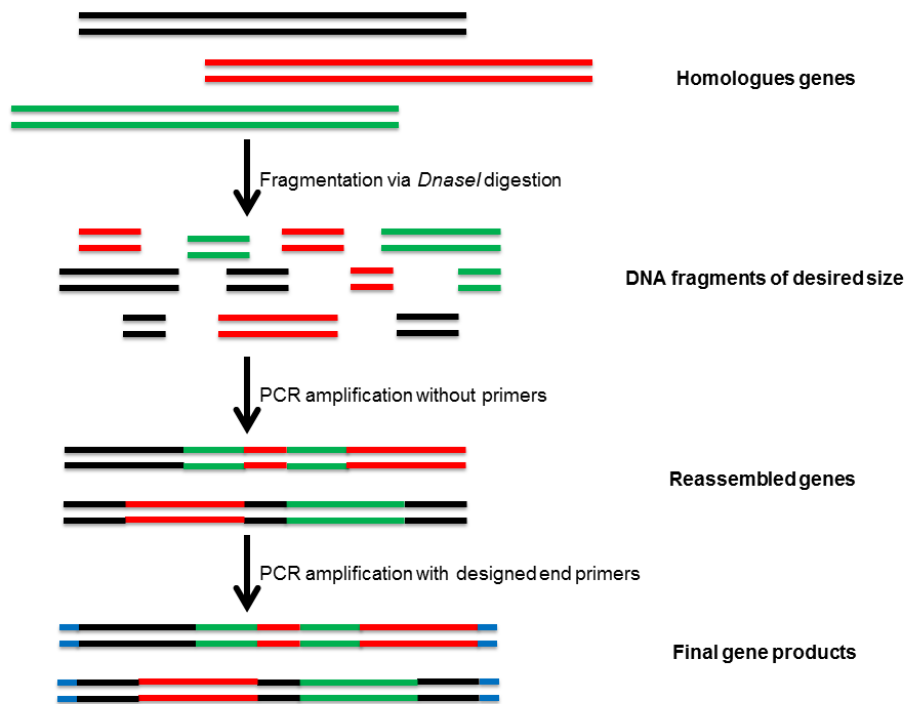 Homologues genes
Fragmentation via DnaseI digestion
DNA fragments of desired size
PCR amplification without primers
Reassembled genes
PCR amplification with designed end primers
Final gene products